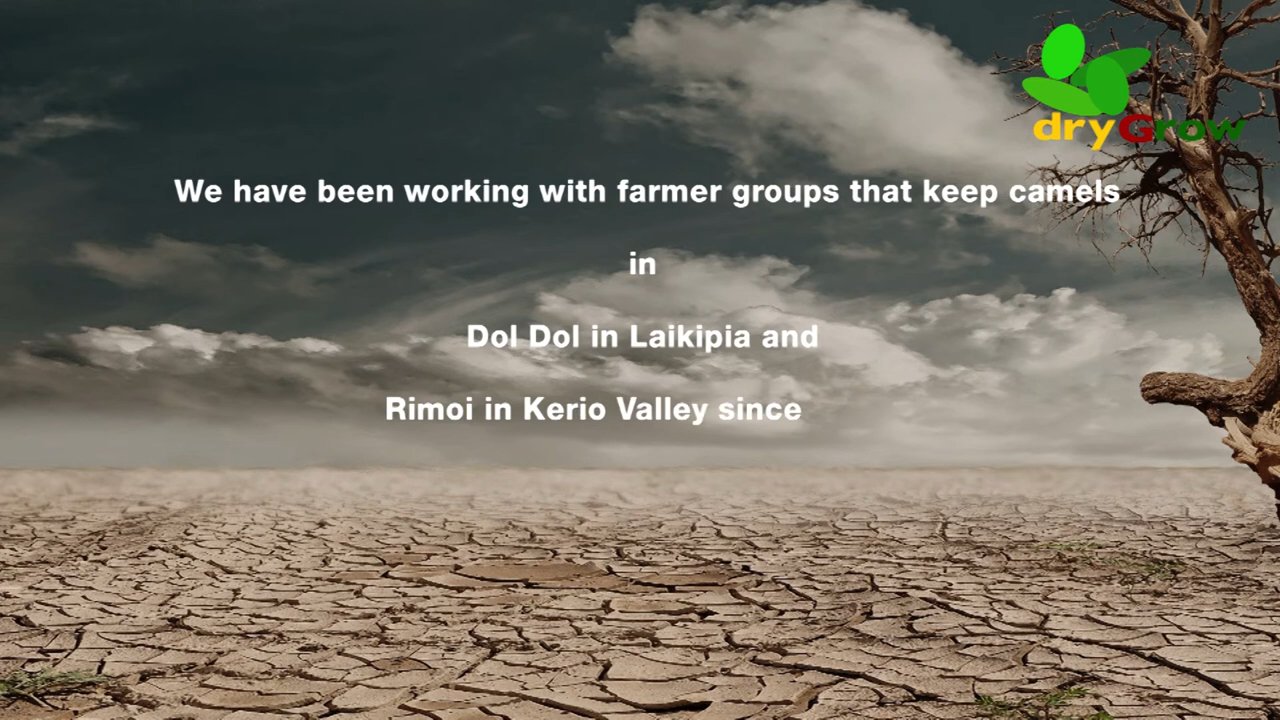 dryGrow
We have been working with farmer groups that keep camels
in
Dol Dol in Laikipia and
Rimoi in Kerio Valley since